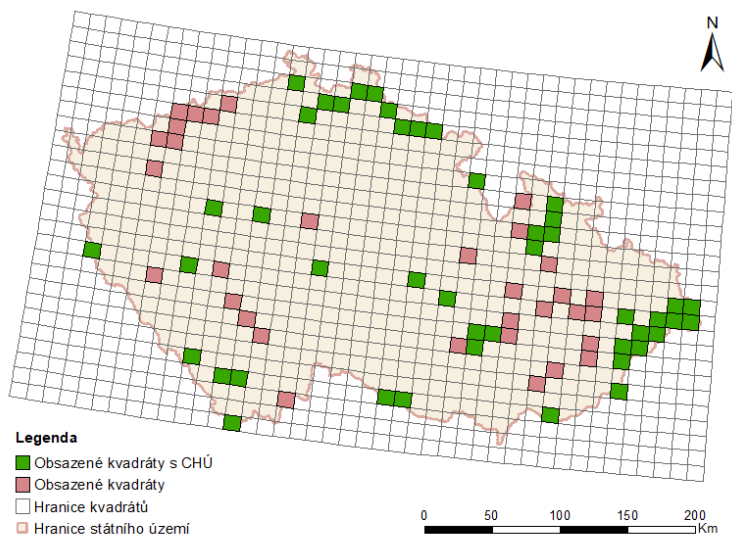 N
Legenda
Obsazené kvadráty s CHÚ
Obsazené kvadráty
Hranice kvadrátů
Hranice státního území
0 50 100 150 200
Km